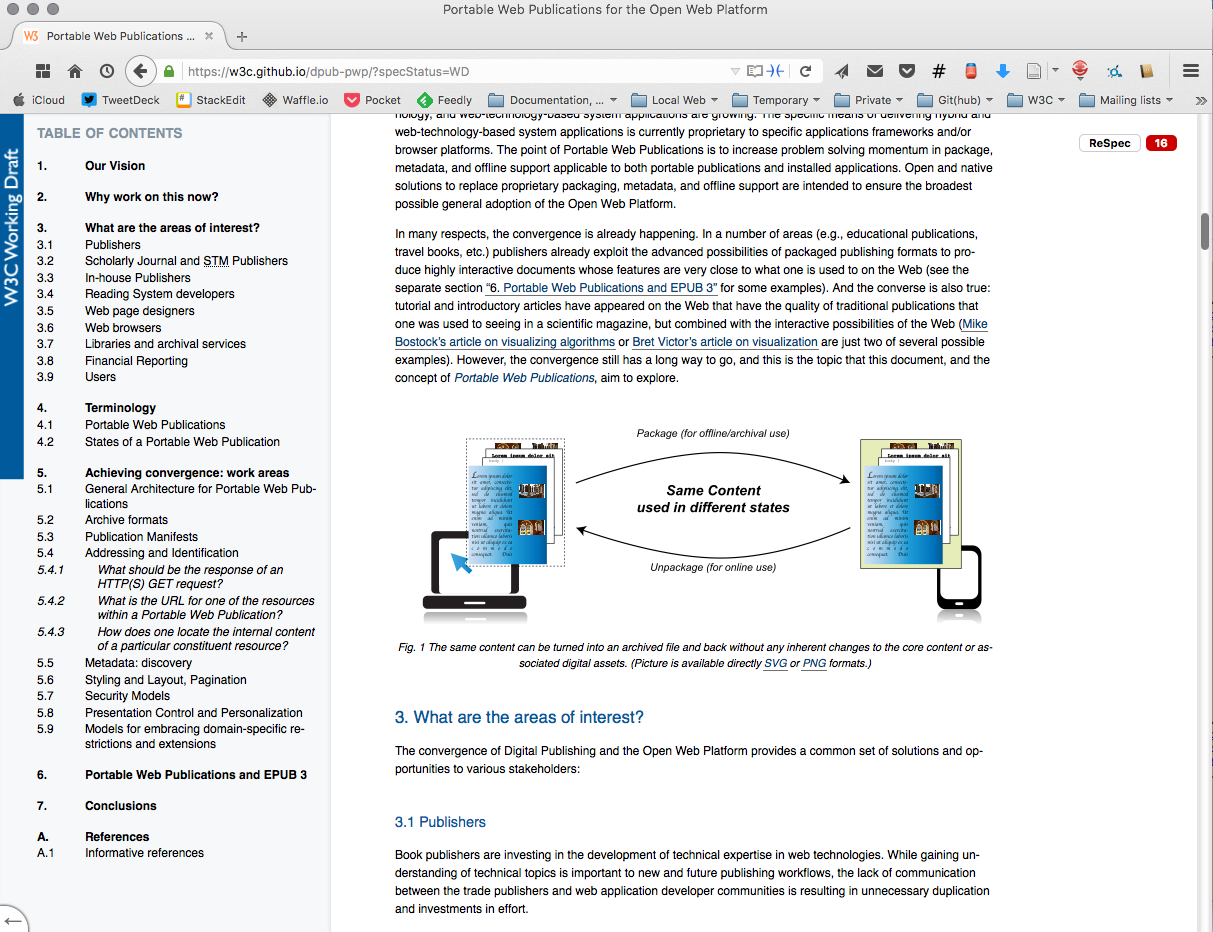 Portable Web Publications for the Open Web Platform
W3 Portable Web Publications ... × +
https://w3c.github.io/dpub-pwp/?specStatus=WD
iCloud TweetDeck StackEdit Waffle.io Pocket Feedly Documentation, ... Local Web Temporary Private Git(hub) W3C Mailing lists »
W3C Working Draft
TABLE OF CONTENTS
1. Our Vision
2. Why work on this now?
3. What are the areas of interest?
3.1 Publishers
3.2 Scholarly Journal and STM Publishers
3.3 In-house Publishers
3.4 Reading System developers
3.5 Web page designers
3.6 Web browsers
3.7 Libraries and archival services
3.8 Financial Reporting
3.9 Users
4. Terminology
4.1 Portable Web Publications
4.2 States of a Portable Web Publication
5. Achieving convergence: work areas
5.1 General Architecture for Portable Web Pub-
lications
5.2 Archive formats
5.3 Publication Manifests
5.4 Addressing and Identification
5.4.1 What should be the response of an
HTTP(S) GET request?
5.4.2 What is the URL for one of the resources
within a Portable Web Publication?
5.4.3 How does one locate the internal content
of a particular constituent resource?
5.5 Metadata: discovery
5.6 Styling and Layout, Pagination
5.7 Security Models
5.8 Presentation Control and Personalization
5.9 Models for embracing domain-specific re-
strictions and extensions
6. Portable Web Publications and EPUB 3
7. Conclusions
A. References
A.1 Informative references
nology, and web-technology-based system applications are growing. The specific means of delivering hybrid and
web-technology-based system applications is currently proprietary to specific applications frameworks and/or
browser platforms. The point of Portable Web Publications is to increase problem solving momentum in package,
metadata, and offline support applicable to both portable publications and installed applications. Open and native
solutions to replace proprietary packaging, metadata, and offline support are intended to ensure the broadest
possible general adoption of the Open Web Platform.
ReSpec 16
In many respects, the convergence is already happening. In a number of areas (e.g., educational publications,
travel books, etc.) publishers already exploit the advanced possibilities of packaged publishing formats to pro-
duce highly interactive documents whose features are very close to what one is used to on the Web (see the
separate section “6. Portable Web Publications and EPUB 3” for some examples). And the converse is also true:
tutorial and introductory articles have appeared on the Web that have the quality of traditional publications that
one was used to seeing in a scientific magazine, but combined with the interactive possibilities of the Web (Mike
Bostock's article on visualizing algorithms or Bret Victor's article on visualization are just two of several possible
examples). However, the convergence still has a long way to go, and this is the topic that this document, and the
concept of Portable Web Publications, aim to explore.
Package (for offline/archival use)
Same Content
used in different states
Unpackage (for online use)
Lorem ipsum dolor sit
Lorem ipsum dolor sit
Fig. 1 The same content can be turned into an archived file and back without any inherent changes to the core content or as-
sociated digital assets. (Picture is available directly SVG or PNG formats.)
3. What are the areas of interest?
The convergence of Digital Publishing and the Open Web Platform provides a common set of solutions and op-
portunities to various stakeholders:
3.1 Publishers
Book publishers are investing in the development of technical expertise in web technologies. While gaining un-
derstanding of technical topics is important to new and future publishing workflows, the lack of communication
between the trade publishers and web application developer communities is resulting in unnecessary duplication
and investments in effort.